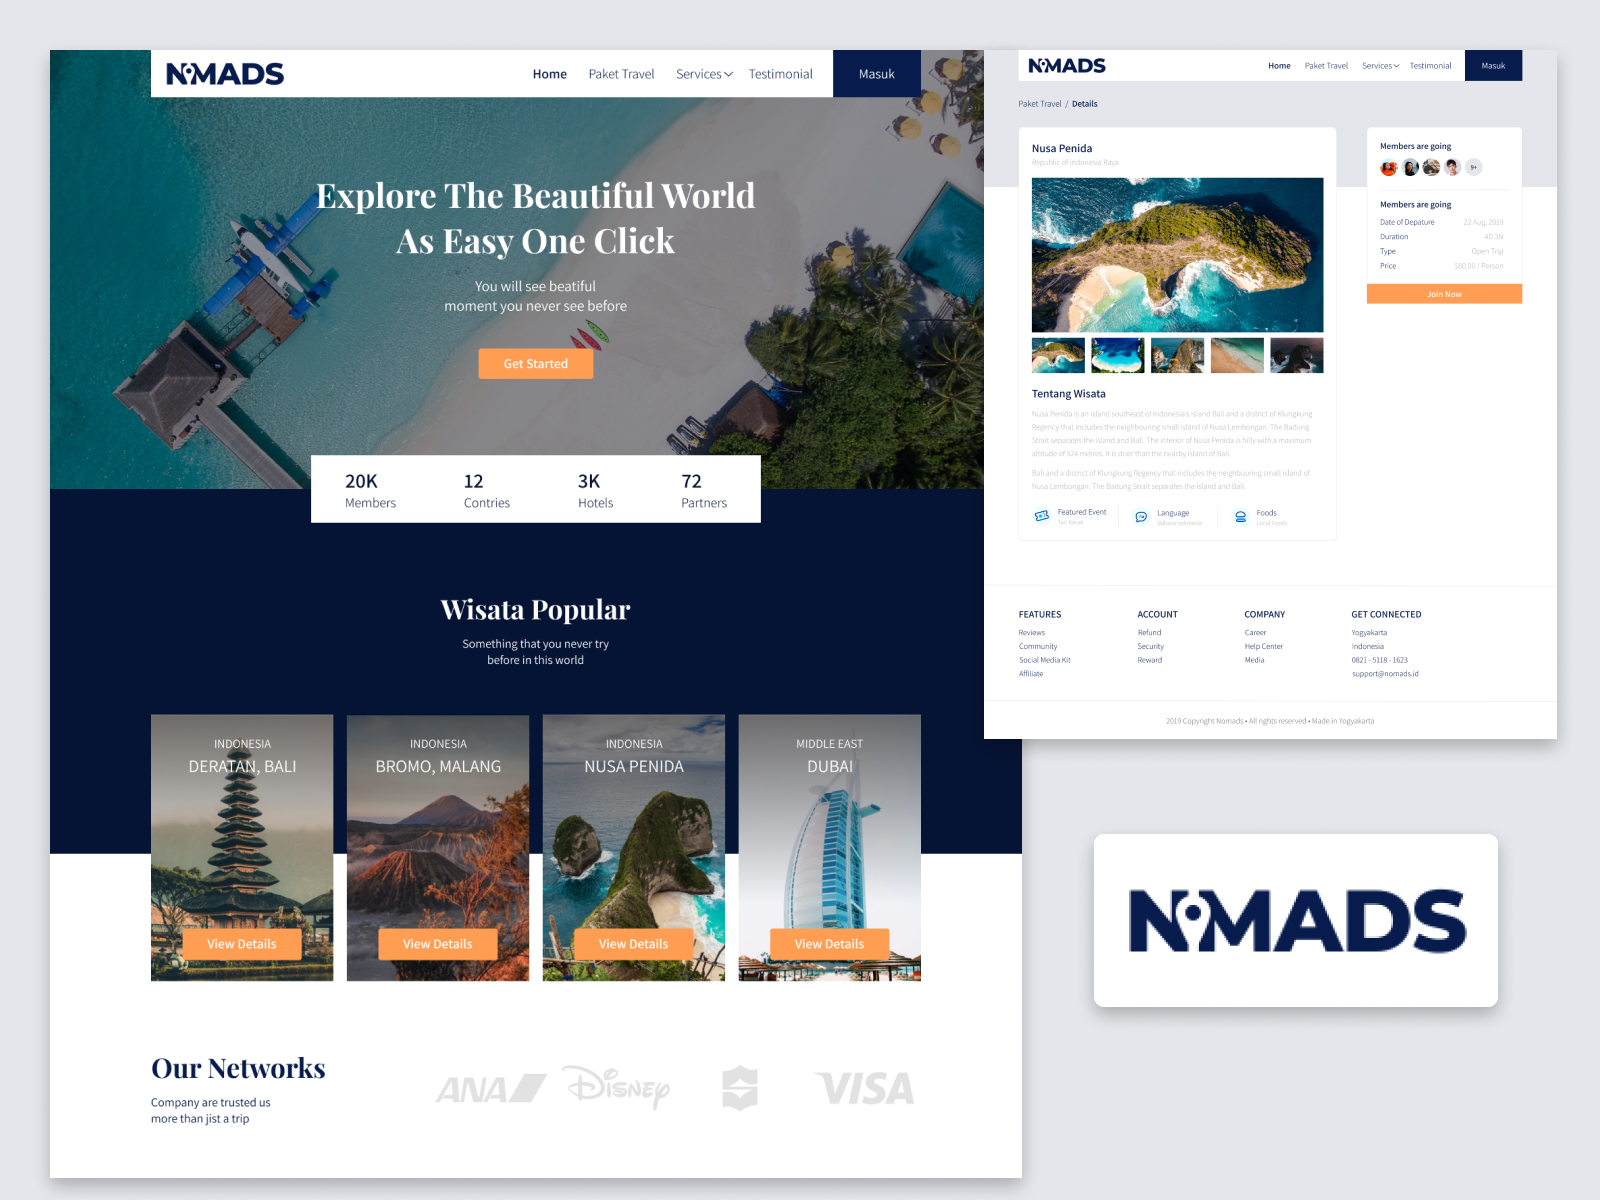 NOMADS
Home Paket Travel Services Testimonial Masuk
Explore The Beautiful World
As Easy One Click
You will see beatiful
moment you never see before
Get Started
20K 12 3K 72
Members Contries Hotels Partners
Wisata Popular
Something that you never try
before in this world
INDONESIA
DERATAN, BALI
View Details
INDONESIA
BROMO, MALANG
View Details
INDONESIA
NUSA PENIDA
View Details
MIDDLE EAST
DUBAI
View Details
Our Networks
Company are trusted us
more than jist a trip
ANA Disney VISA
NOMADS
Home Paket Travel Services Testimonial Masuk
Paket Travel / Details
Nusa Penida
Republic of Indonesia Raya
Tentang Wisata
Nusa Penida is an island southeast of Indonesia's island Bali and a district of Klungkung
Regency that includes the neighbouring small island of Nusa Lembongan. The Badung
Strait separates the island and Bali. The interior of Nusa Penida is hilly with a maximum
altitude of 524 metres. It is drier than the nearby island of Bali.
Bali and a district of Klungkung Regency that includes the neighbouring small island of
Nusa Lembongan. The Badung Strait separates the island and Bali.
Featured Event
Tari Kecak
Language
Bahasa Indonesia
Foods
Local Foods
Members are going
9+
Members are going
Date of Depature 22 Aug, 2019
Duration 4D 3N
Type Open Trip
Price $80,00 / Person
Join Now
FEATURES
Reviews
Community
Social Media Kit
Affiliate
ACCOUNT
Refund
Security
Reward
COMPANY
Career
Help Center
Media
GET CONNECTED
Yogyakarta
Indonesia
0821 - 5118 - 1623
support@nomads.id
2019 Copyright Nomads • All rights reserved • Made in Yogyakarta
NOMADS